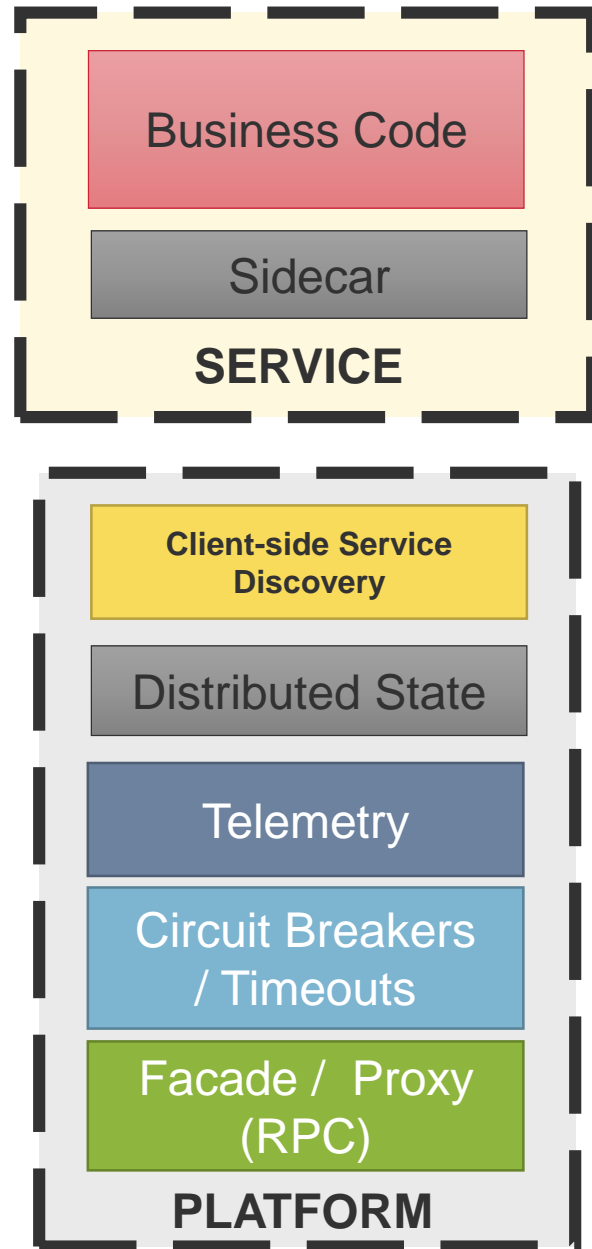 Business Code
Sidecar
SERVICE
Client-side Service
Discovery
Distributed State
Telemetry
Circuit Breakers
/ Timeouts
Facade /  Proxy
(RPC)
PLATFORM